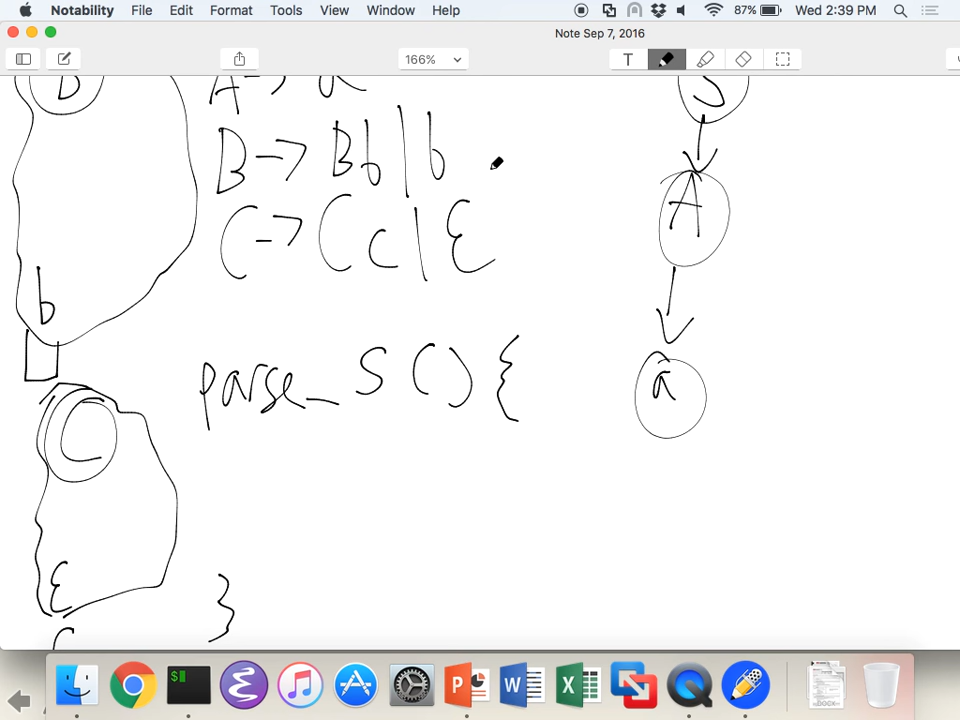 Notability File Edit Format Tools View Window Help 87% Wed 2:39 PM
Note Sep 7, 2016
166% T
B A → a S
B → Bb | b A
C → Cc | ε
b
parse_S() { a
C
ε
}
$ P W X DOCX